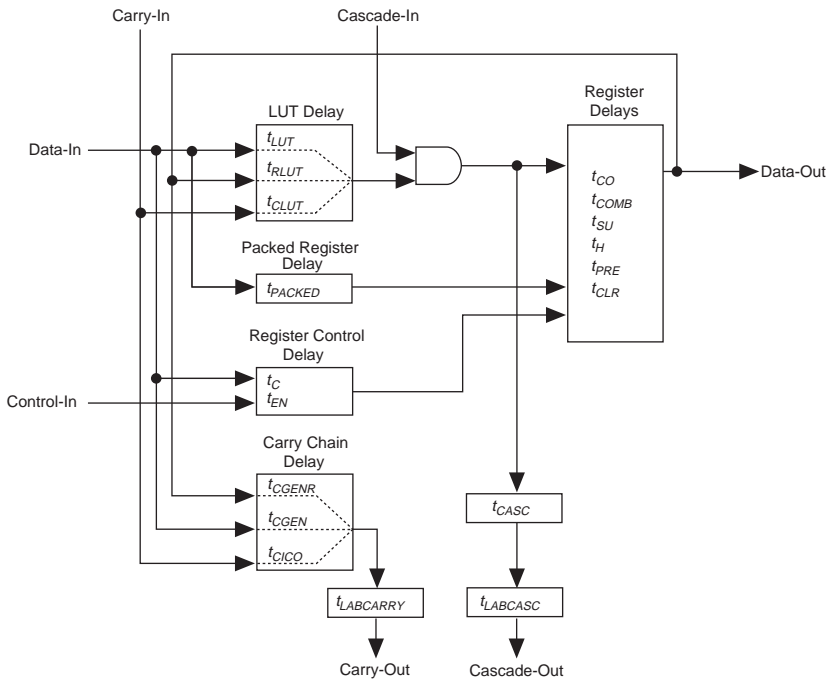 Carry-In
Cascade-In
LUT Delay
Register
Delays
Data-In
tLUT
tRLUT
tCLUT
tCO
tCOMB
tSU
tH
tPRE
tCLR
Data-Out
Packed Register
Delay
tPACKED
Register Control
Delay
tC
tEN
Control-In
Carry Chain
Delay
tCGENR
tCGEN
tCICO
tCASC
tLABCARRY
tLABCASC
Carry-Out
Cascade-Out